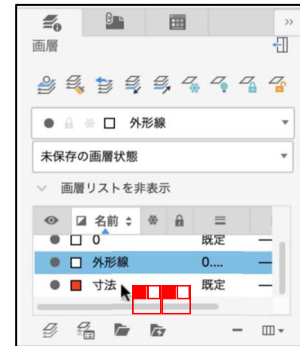 画層
外形線
未保存の画層状態
画層リストを非表示
名前
0 既定
外形線 0....
寸法 既定